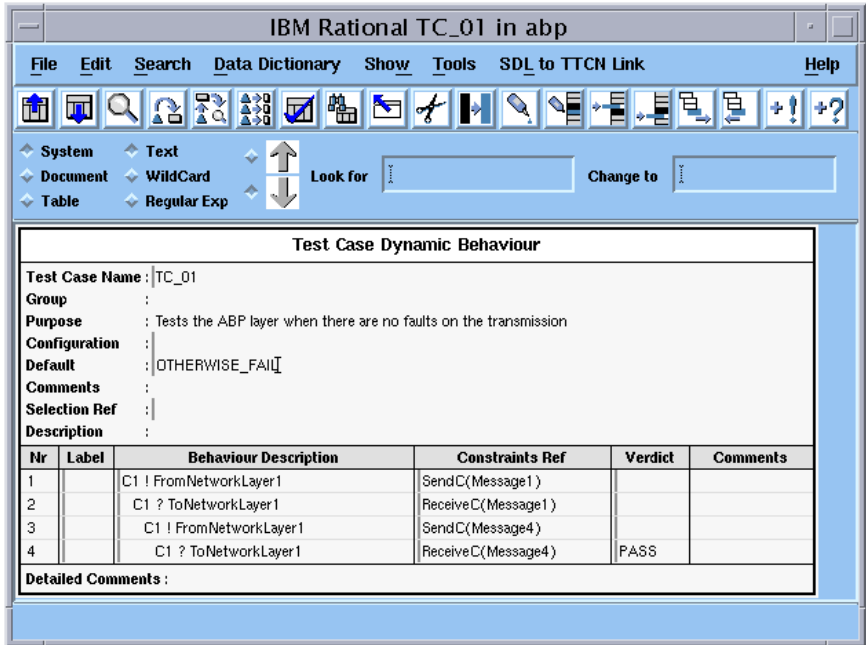 IBM Rational TC_01 in abp
File Edit Search Data Dictionary Show Tools SDL to TTCN Link Help
System Text
Document WildCard Look for Change to
Table Regular Exp
Test Case Dynamic Behaviour
Test Case Name : TC_01
Group :
Purpose : Tests the ABP layer when there are no faults on the transmission
Configuration :
Default : OTHERWISE_FAIL
Comments :
Selection Ref :
Description :
Nr Label Behaviour Description Constraints Ref Verdict Comments
1 C1 ! FromNetworkLayer1 SendC(Message1)
2 C1 ? ToNetworkLayer1 ReceiveC(Message1)
3 C1 ! FromNetworkLayer1 SendC(Message4)
4 C1 ? ToNetworkLayer1 ReceiveC(Message4) PASS
Detailed Comments :